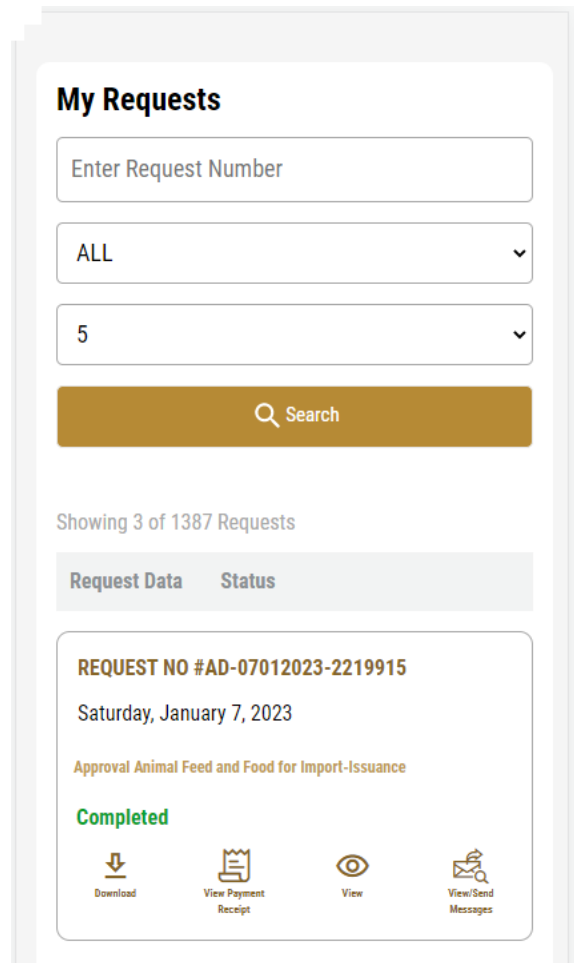 My Requests
Enter Request Number
ALL
5
Search
Showing 3 of 1387 Requests
Request Data Status
REQUEST NO #AD-07012023-2219915
Saturday, January 7, 2023
Approval Animal Feed and Food for Import-Issuance
Completed
Download View Payment View View/Send
Receipt Messages